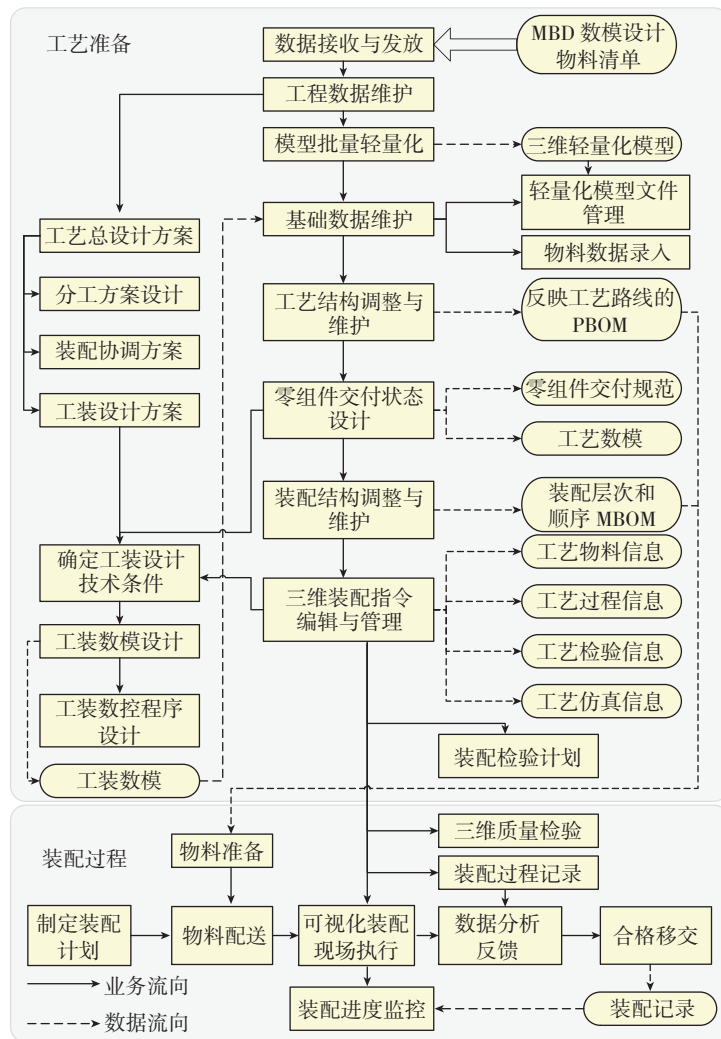 工艺准备
数据接收与发放
MBD 数模设计
物料清单
工程数据维护
模型批量轻量化
三维轻量化模型
轻量化模型文件
管理
基础数据维护
工艺总设计方案
物料数据录入
分工方案设计
工艺结构调整与
维护
反映工艺路线的
PBOM
装配协调方案
工装设计方案
零组件交付状态
设计
零组件交付规范
工艺数模
装配结构调整与
维护
装配层次和
顺序 MBOM
确定工装设计
技术条件
工艺物料信息
三维装配指令
编辑与管理
工艺过程信息
工装数模设计
工艺检验信息
工装数控程序
设计
工艺仿真信息
装配检验计划
工装数模
装配过程
物料准备
三维质量检验
装配过程记录
制定装配
计划
物料配送
可视化装配
现场执行
数据分析
反馈
合格移交
业务流向
装配进度监控
装配记录
数据流向